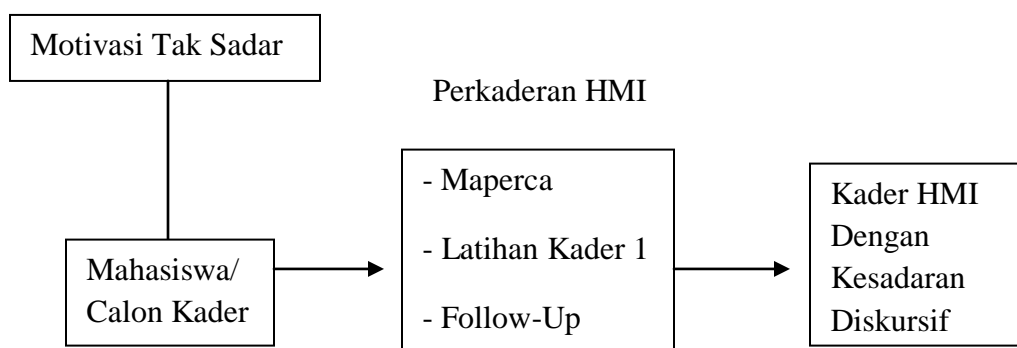 Motivasi Tak Sadar
Perkaderan HMI
Mahasiswa/
Calon Kader
- Maperca
- Latihan Kader 1
- Follow-Up
Kader HMI
Dengan
Kesadaran
Diskursif